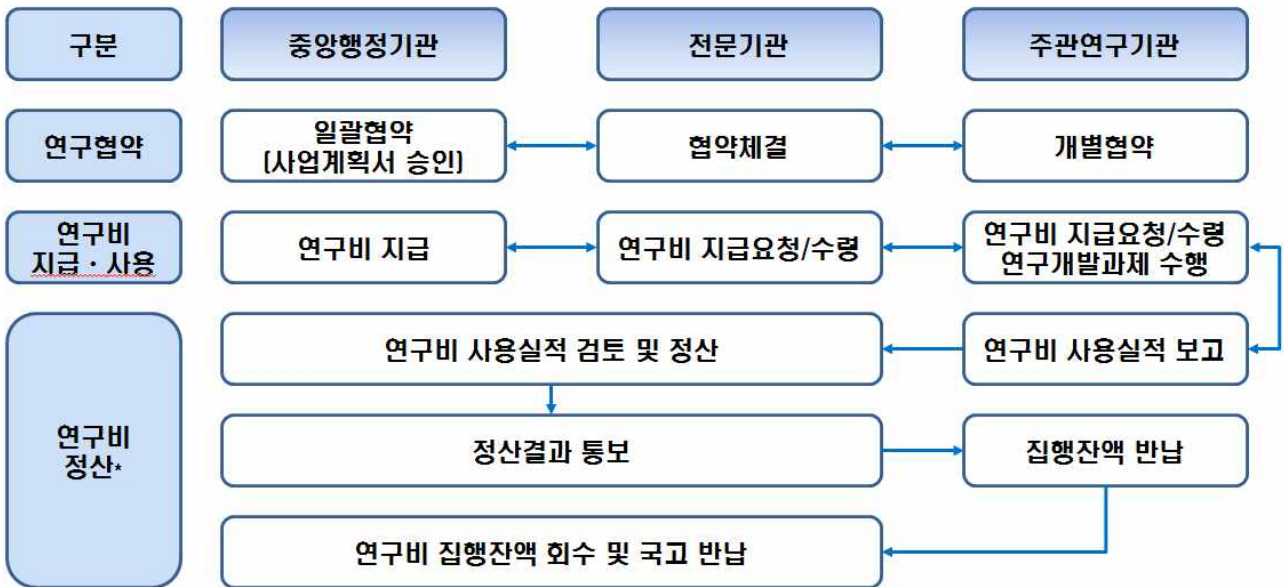 구분
중앙행정기관
전문기관
주관연구기관
연구협약
일괄협약
(사업계획서 승인)
협약체결
개별협약
연구비
지급 · 사용
연구비 지급
연구비 지급요청/수령
연구비 지급요청/수령
연구개발과제 수행
연구비
정산*
연구비 사용실적 검토 및 정산
연구비 사용실적 보고
정산결과 통보
집행잔액 반납
연구비 집행잔액 회수 및 국고 반납